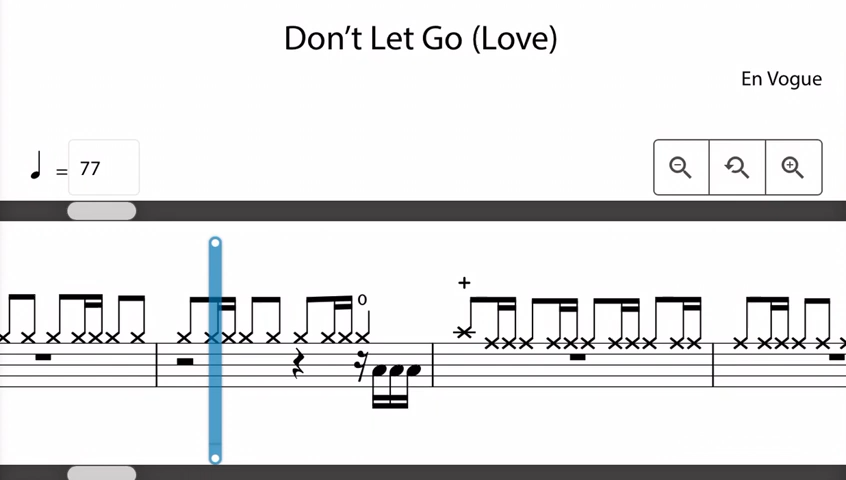 Don’t Let Go (Love)
En Vogue
= 77